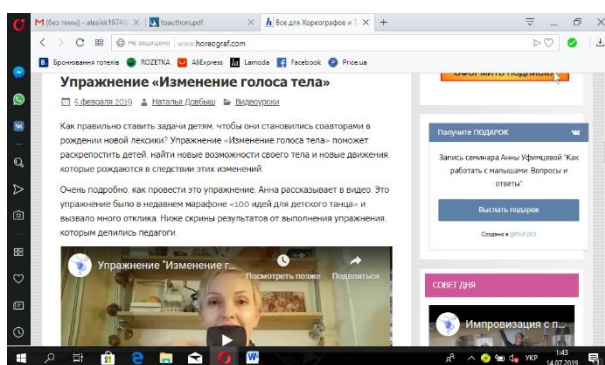 M (без темы) - alesikk19740
toauthors.pdf
Все для Хореографов и Т
Не защищено www.horeograf.com
Бронювання готелів ROZETKA AliExpress Lamoda Facebook Price.ua
Упражнение «Изменение голоса тела»
5 февраля 2019 Наталья Довбыш Видеоуроки
Как правильно ставить задачи детям, чтобы они становились соавторами в
рождении новой лексики? Упражнение «Изменение голоса тела» поможет
раскрепостить детей, найти новые возможности своего тела и новые движения,
которые рождаются в следствии этих изменений.
Очень подробно, как провести это упражнение, Анна рассказывает в видео. Это
упражнение было в недавнем марафоне «100 идей для детского танца» и
вызвало много отклика. Ниже скрины результатов от выполнения упражнения,
которым делились педагоги.
Упражнение "Изменение г...
Посмотреть позже
Поделиться
ОФОРМИТЬ ПОДПИСКУ
Получите ПОДАРОК
Запись семинара Анны Уфимцевой "Как
работать с малышами. Вопросы и
ответы"
Выслать подарок
Создано в gmunpro
СОВЕТ ДНЯ
Импровизация с п...
УКР
1:43
14.07.2019